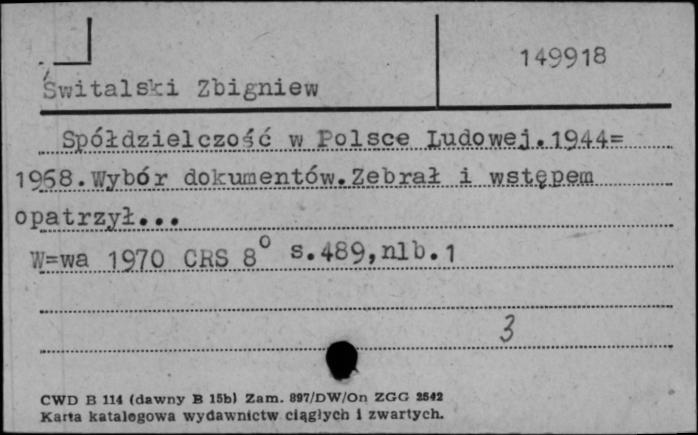 149918
Świtalski Zbigniew
Spółdzielczość w Polsce Ludowej.1944=
1968.Wybór dokumentów.Zebrał i wstępem
opatrzył...
W=wa 1970 CRS 8° s.489,nlb.1
3
CWD B 114 (dawny B 15b) Zam. 897/DW/On ZGG 2542
Karta katalogowa wydawnictw ciągłych i zwartych.